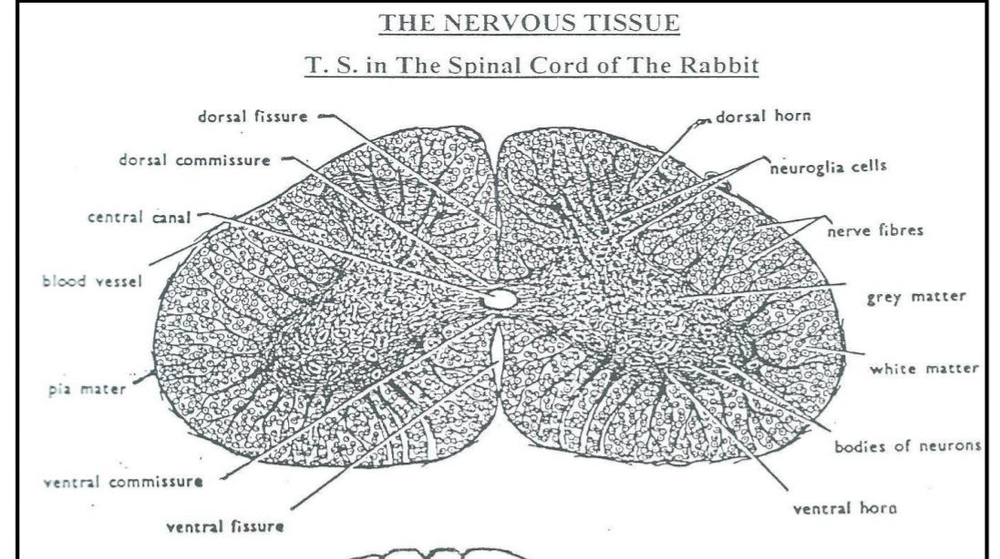 THE NERVOUS TISSUE
T. S. in The Spinal Cord of The Rabbit
dorsal fissure
dorsal horn
dorsal commissure
neuroglia cells
central canal
nerve fibres
blood vessel
grey matter
white matter
pia mater
bodies of neurons
ventral commissure
ventral horn
ventral fissure